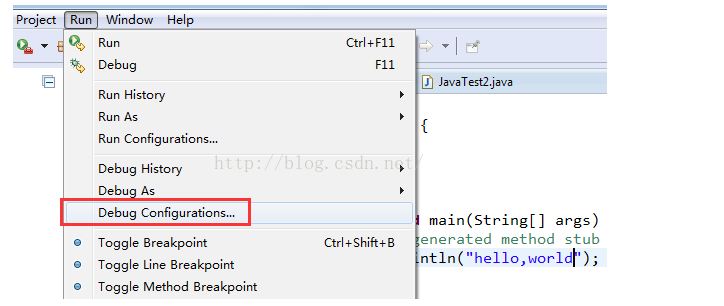 Project Run Window Help
Run Ctrl+F11
Debug F11
JavaTest2.java
Run History
Run As
{
Run Configurations...
http://blog.csdn.net/
Debug History
Debug As
Debug Configurations...
d main(String[] args)
Toggle Breakpoint Ctrl+Shift+B
generated method stub
Toggle Line Breakpoint
intln("hello,world");
Toggle Method Breakpoint